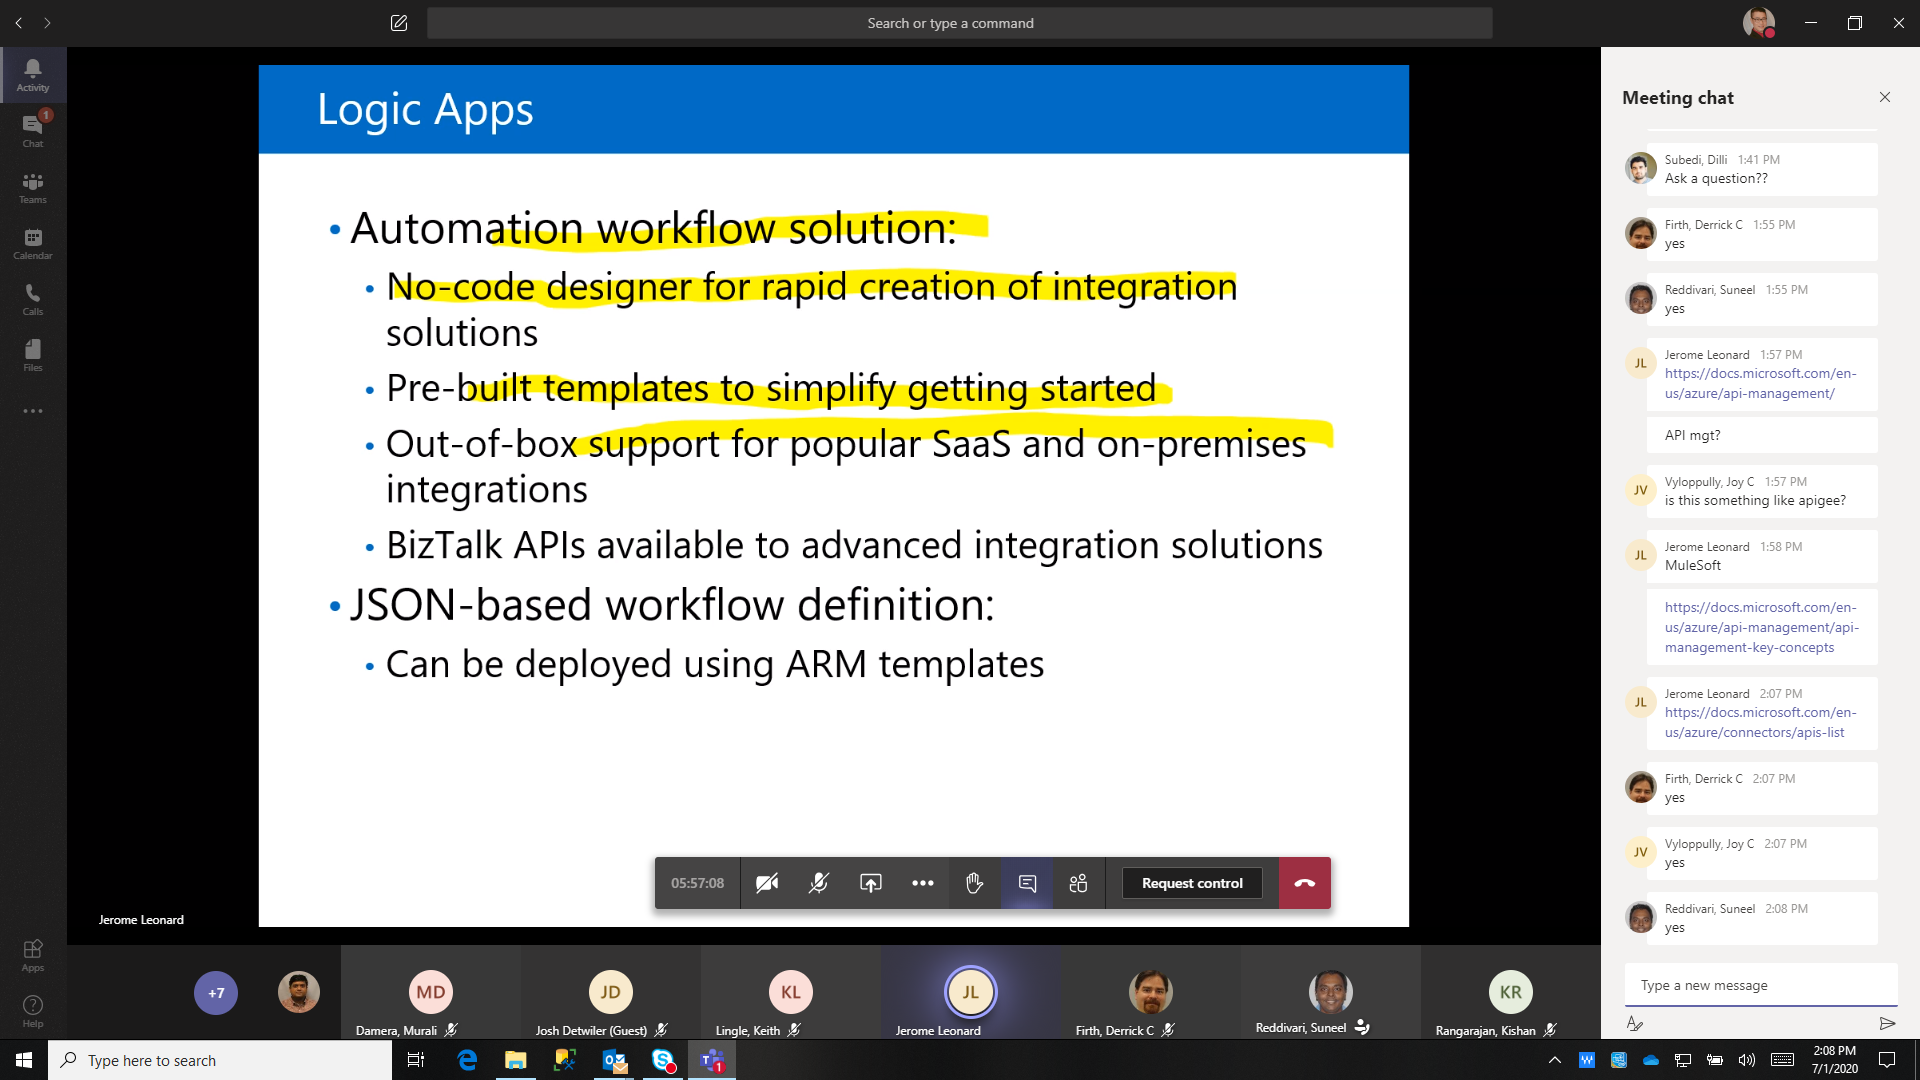 Search or type a command
Activity
1
Chat
Teams
Calendar
Calls
Files
Apps
Help
Logic Apps
• Automation workflow solution:
• No-code designer for rapid creation of integration
solutions
• Pre-built templates to simplify getting started
• Out-of-box support for popular SaaS and on-premises
integrations
• BizTalk APIs available to advanced integration solutions
• JSON-based workflow definition:
• Can be deployed using ARM templates
05:57:08
Request control
Jerome Leonard
+7
MD
Damera, Murali
JD
Josh Detwiler (Guest)
KL
Lingle, Keith
JL
Jerome Leonard
Firth, Derrick C
Reddivari, Suneel
KR
Rangarajan, Kishan
Meeting chat
Subedi, Dilli 1:41 PM
Ask a question??
Firth, Derrick C 1:55 PM
yes
Reddivari, Suneel 1:55 PM
yes
JL
Jerome Leonard 1:57 PM
https://docs.microsoft.com/en-
us/azure/api-management/
API mgt?
JV
Vyloppully, Joy C 1:57 PM
is this something like apigee?
JL
Jerome Leonard 1:58 PM
MuleSoft
https://docs.microsoft.com/en-
us/azure/api-management/api-
management-key-concepts
JL
Jerome Leonard 2:07 PM
https://docs.microsoft.com/en-
us/azure/connectors/apis-list
Firth, Derrick C 2:07 PM
yes
JV
Vyloppully, Joy C 2:07 PM
yes
Reddivari, Suneel 2:08 PM
yes
Type a new message
Type here to search
2:08 PM
7/1/2020